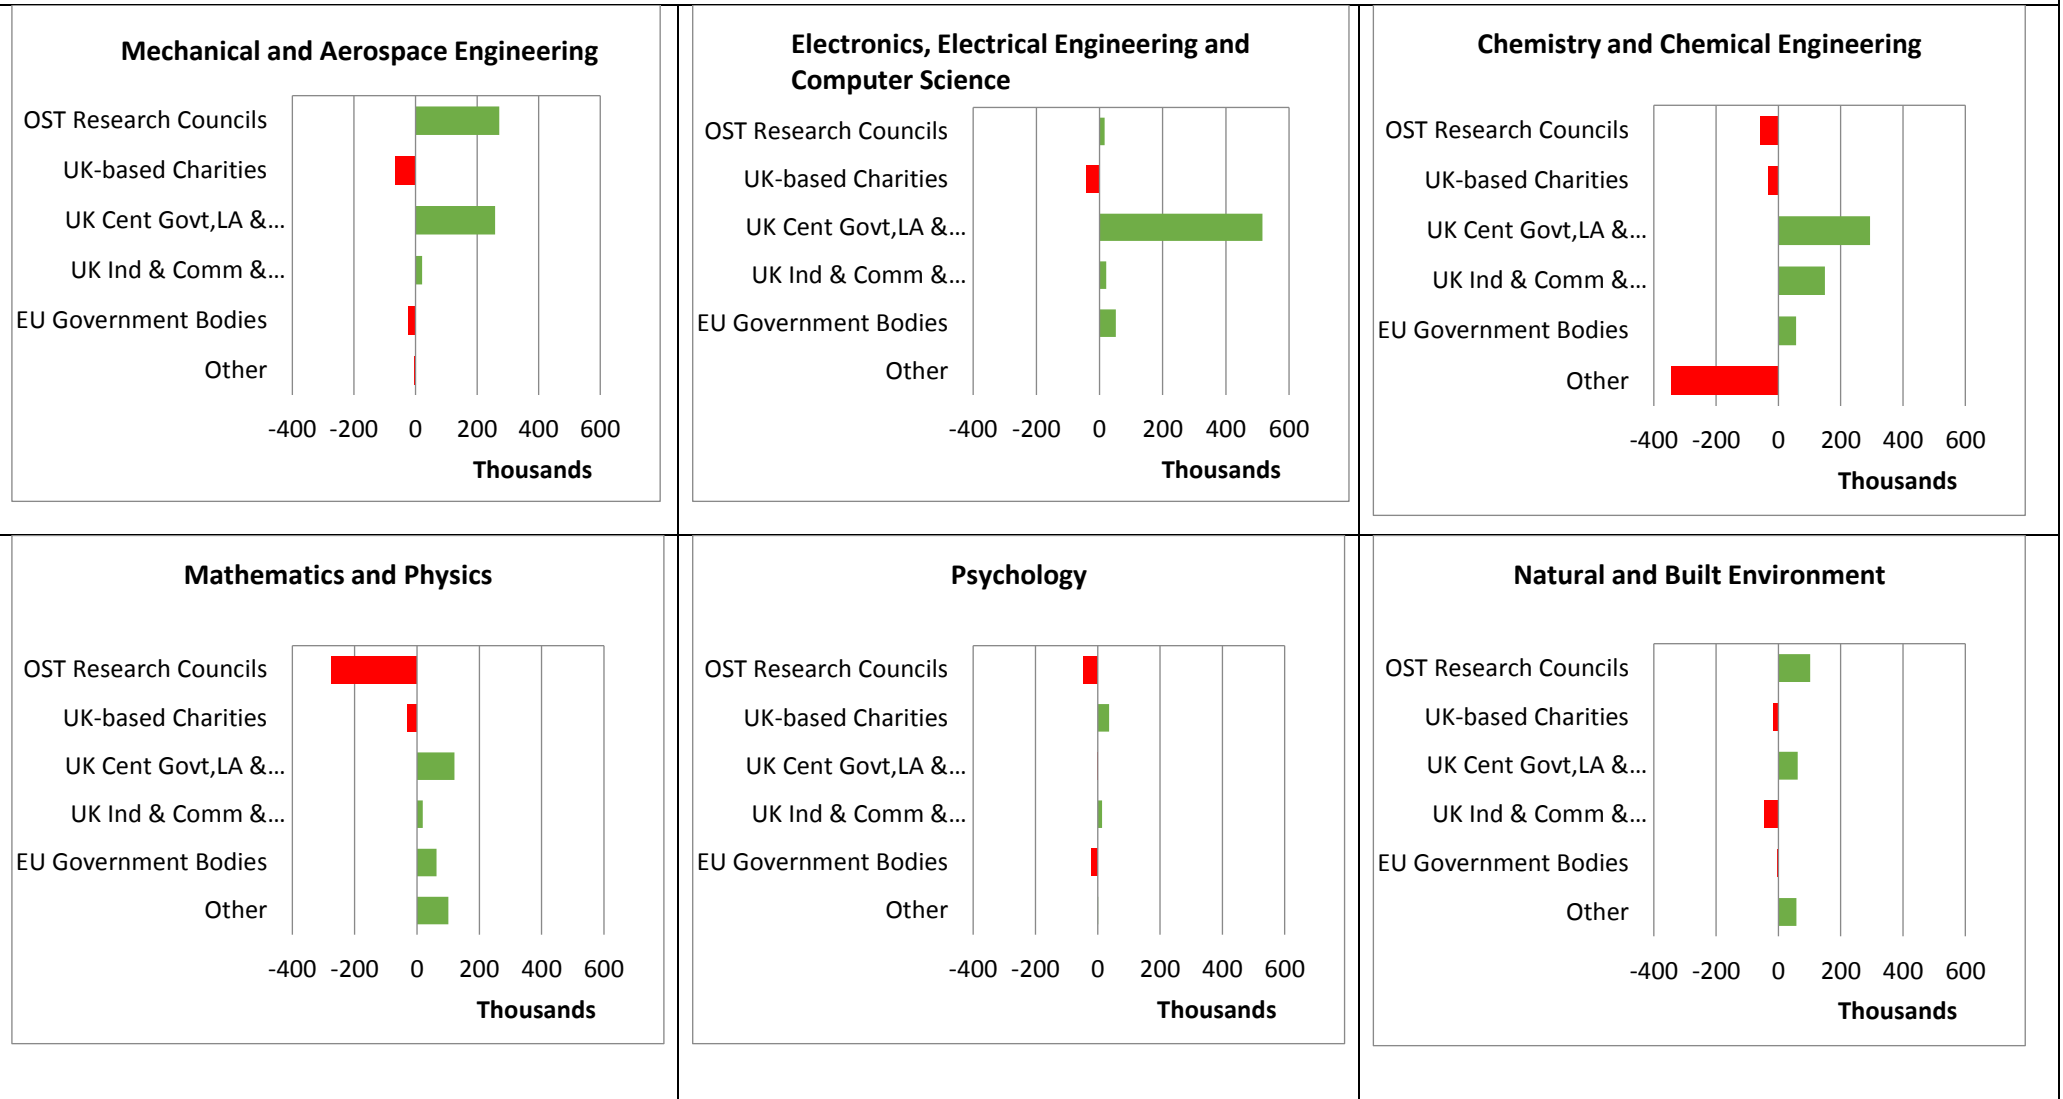 Mechanical and Aerospace Engineering
OST Research Councils
UK-based Charities
UK Cent Govt,LA &...
UK Ind & Comm &...
EU Government Bodies
Other
-400 -200 0 200 400 600
Thousands
Electronics, Electrical Engineering and
Computer Science
OST Research Councils
UK-based Charities
UK Cent Govt,LA &...
UK Ind & Comm &...
EU Government Bodies
Other
-400 -200 0 200 400 600
Thousands
Chemistry and Chemical Engineering
OST Research Councils
UK-based Charities
UK Cent Govt,LA &...
UK Ind & Comm &...
EU Government Bodies
Other
-400 -200 0 200 400 600
Thousands
Mathematics and Physics
OST Research Councils
UK-based Charities
UK Cent Govt,LA &...
UK Ind & Comm &...
EU Government Bodies
Other
-400 -200 0 200 400 600
Thousands
Psychology
OST Research Councils
UK-based Charities
UK Cent Govt,LA &...
UK Ind & Comm &...
EU Government Bodies
Other
-400 -200 0 200 400 600
Thousands
Natural and Built Environment
OST Research Councils
UK-based Charities
UK Cent Govt,LA &...
UK Ind & Comm &...
EU Government Bodies
Other
-400 -200 0 200 400 600
Thousands